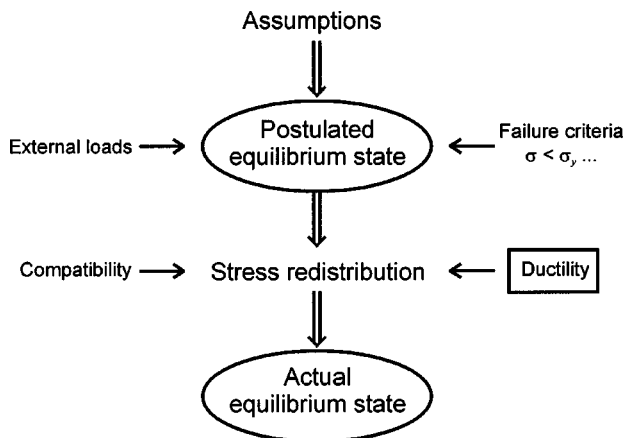 Assumptions
Postulated
equilibrium state
External loads
Failure criteria
σ < σy ...
Compatibility
Stress redistribution
Ductility
Actual
equilibrium state